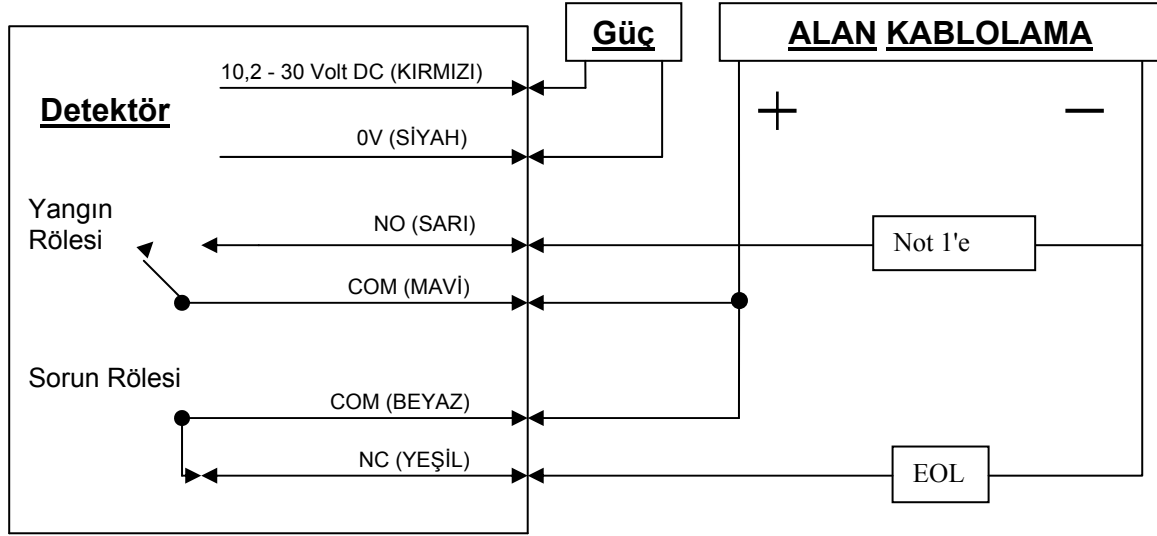 Güç
ALAN KABLOLAMA
10,2 - 30 Volt DC (KIRMIZI)
Detektör
+
−
0V (SİYAH)
Yangın
Rölesi
NO (SARI)
Not 1'e
COM (MAVİ)
Sorun Rölesi
COM (BEYAZ)
NC (YEŞİL)
EOL